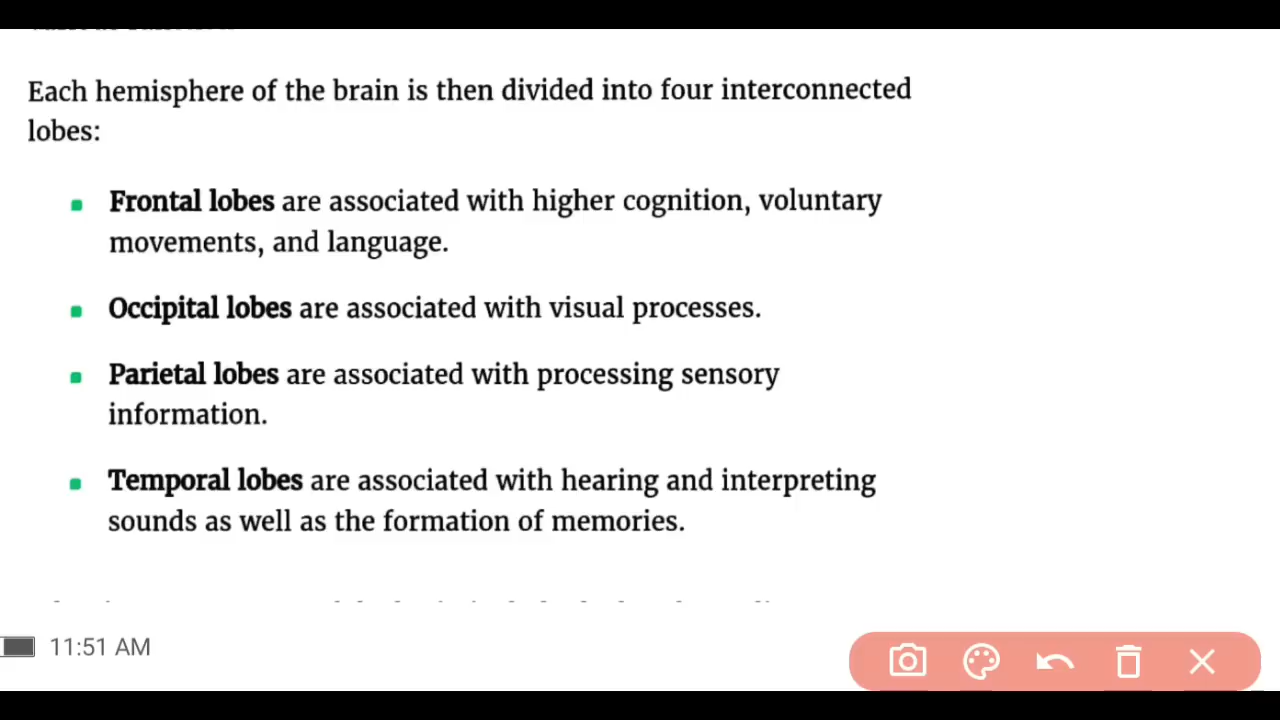 Each hemisphere of the brain is then divided into four interconnected
lobes:
Frontal lobes are associated with higher cognition, voluntary
movements, and language.
Occipital lobes are associated with visual processes.
Parietal lobes are associated with processing sensory
information.
Temporal lobes are associated with hearing and interpreting
sounds as well as the formation of memories.
11:51 AM